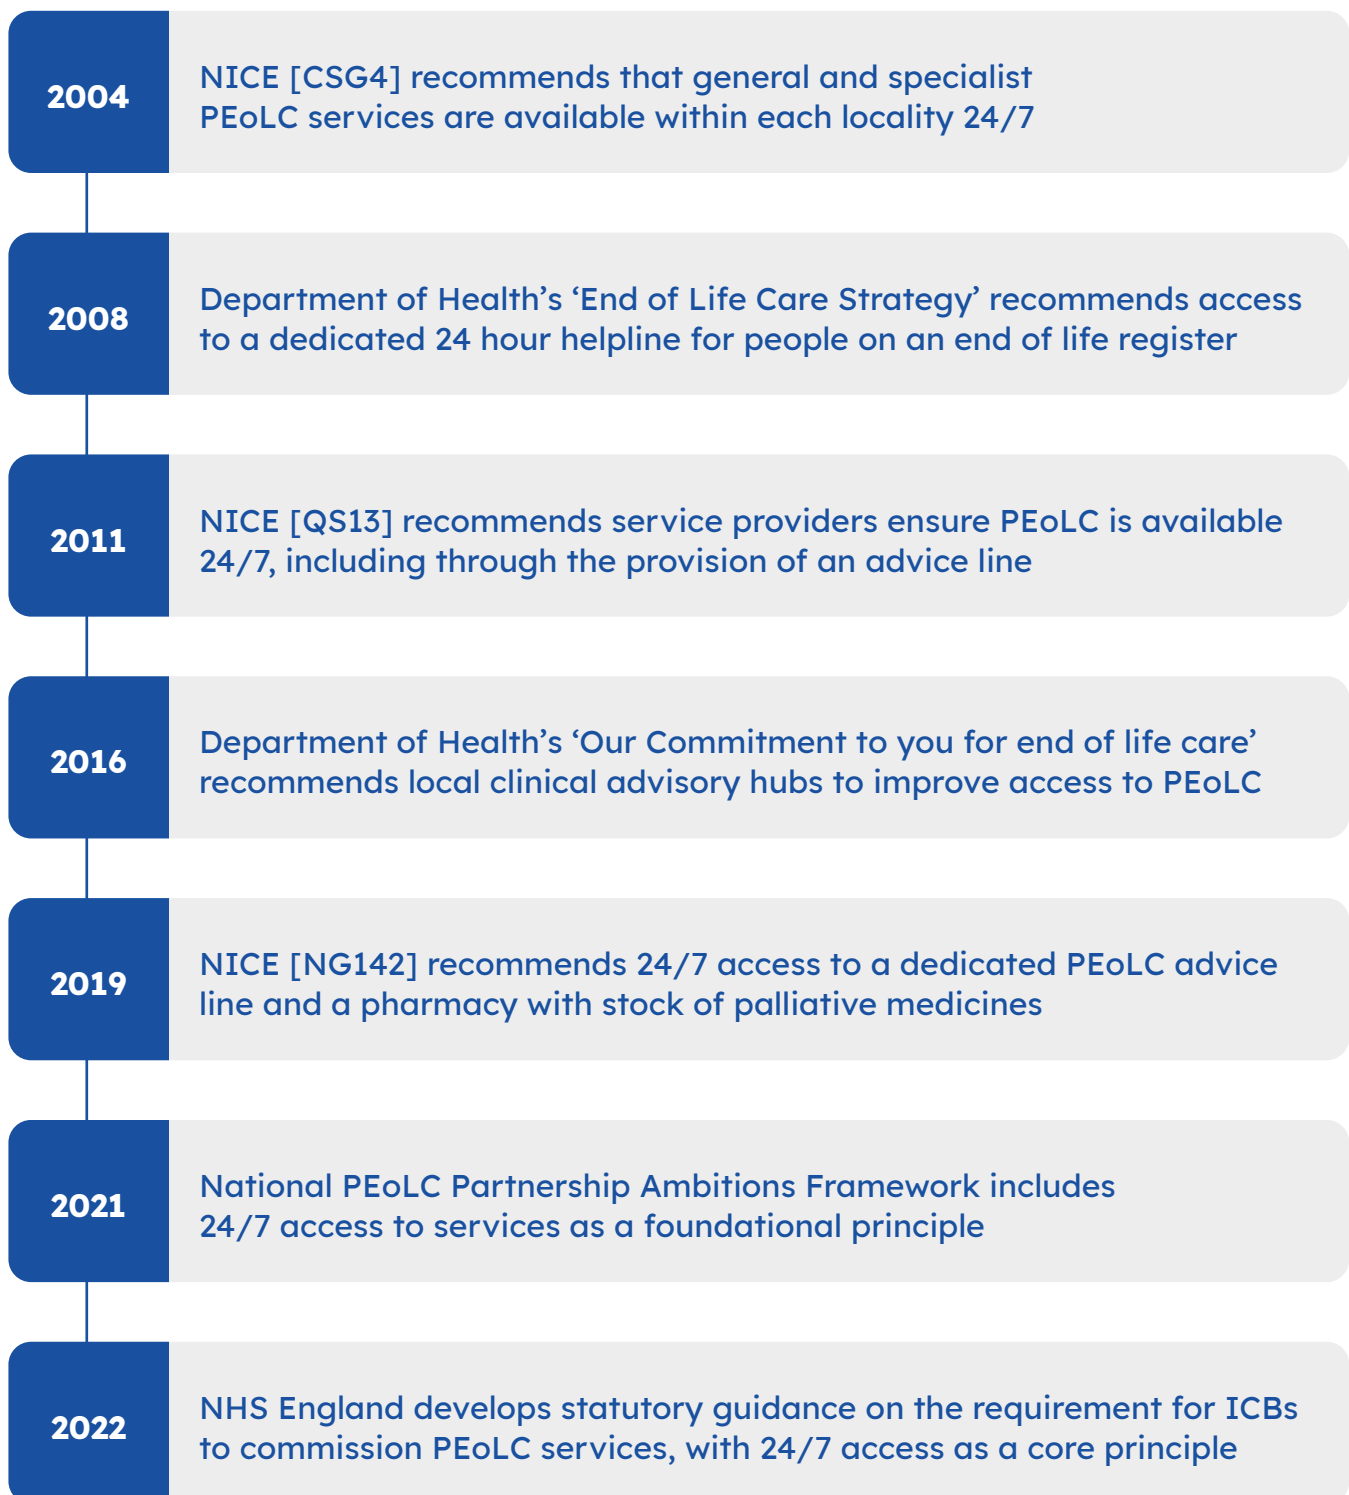 2004
NICE [CSG4] recommends that general and specialist
PEoLC services are available within each locality 24/7
2008
Department of Health’s ‘End of Life Care Strategy’ recommends access
to a dedicated 24 hour helpline for people on an end of life register
2011
NICE [QS13] recommends service providers ensure PEoLC is available
24/7, including through the provision of an advice line
2016
Department of Health’s ‘Our Commitment to you for end of life care’
recommends local clinical advisory hubs to improve access to PEoLC
2019
NICE [NG142] recommends 24/7 access to a dedicated PEoLC advice
line and a pharmacy with stock of palliative medicines
2021
National PEoLC Partnership Ambitions Framework includes
24/7 access to services as a foundational principle
2022
NHS England develops statutory guidance on the requirement for ICBs
to commission PEoLC services, with 24/7 access as a core principle